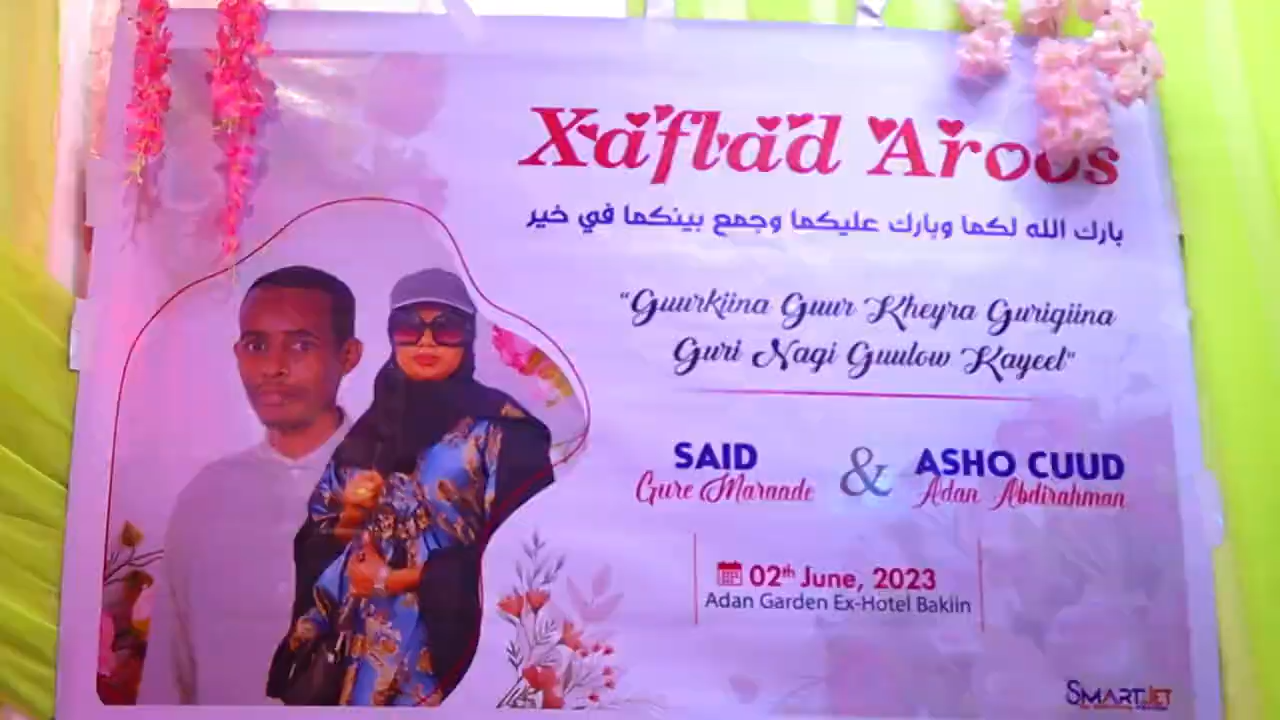 Xaflad Aroos
بارك الله لكما وبارك عليكما وجمع بينكما في خير
"Guurkiina Guur Kheyra Gurigiina
Guri Nagi Guulow Kayeel"
SAID & ASHO CUUD
Gure Maraade Adan Abdirahman
02th June, 2023
Adan Garden Ex-Hotel Bakiin
SMARTJET